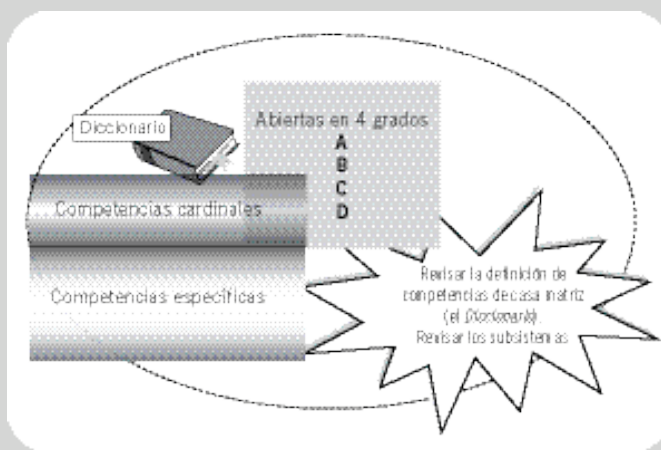 Diccionario
Abiertas en 4 grados
A
B
C
D
Competencias cardinales
Competencias específicas
Revisar la definición de
competencias de casa matriz
(el Diccionario)
Revisar los subsistemas